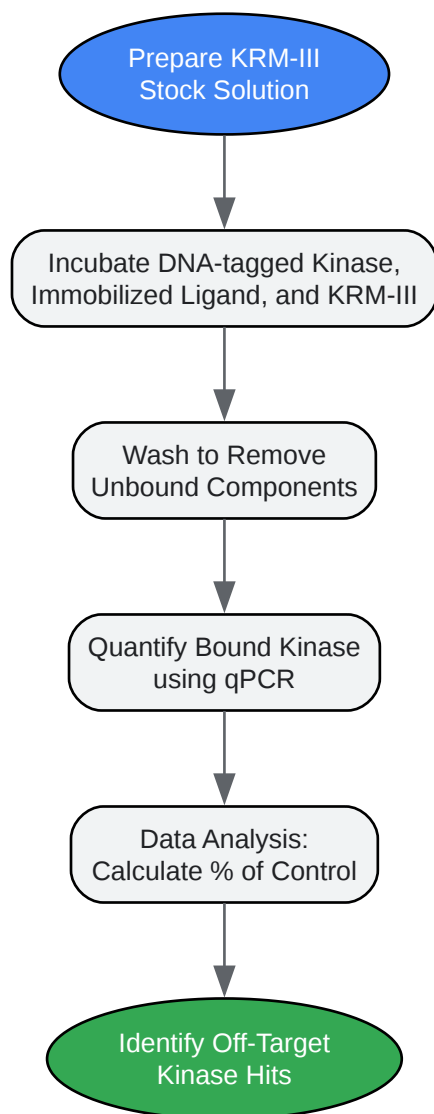 Prepare KRM-III
Stock Solution
Incubate DNA-tagged Kinase,
Immobilized Ligand, and KRM-III
Wash to Remove
Unbound Components
Quantify Bound Kinase
using qPCR
Data Analysis:
Calculate % of Control
Identify Off-Target
Kinase Hits